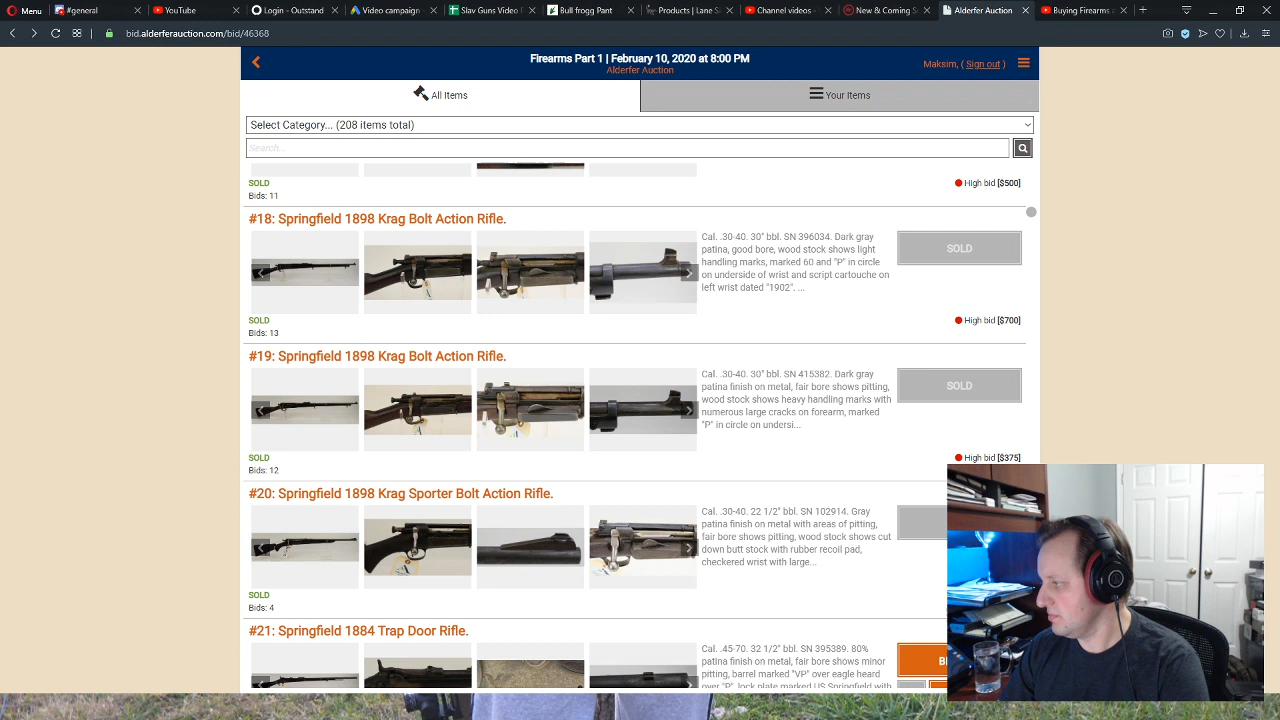 Menu
#general
YouTube
Login - Outstand
Video campaign
Slav Guns Video
Bull frogg Pant
Products | Lane S
Channel videos -
New & Coming S
Alderfer Auction
Buying Firearms
bid.alderferauction.com/bid/46368
Firearms Part 1 | February 10, 2020 at 8:00 PM
Alderfer Auction
Maksim, ( Sign out )
All Items
Your Items
Select Category... (208 items total)
Search...
SOLD
Bids: 11
High bid [$500]
#18: Springfield 1898 Krag Bolt Action Rifle.
Cal. .30-40. 30" bbl. SN 396034. Dark gray
patina, good bore, wood stock shows light
handling marks, marked 60 and "P" in circle
on underside of wrist and script cartouche on
left wrist dated "1902". ...
SOLD
SOLD
Bids: 13
High bid [$700]
#19: Springfield 1898 Krag Bolt Action Rifle.
Cal. .30-40. 30" bbl. SN 415382. Dark gray
patina finish on metal, fair bore shows pitting,
wood stock shows heavy handling marks with
numerous large cracks on forearm, marked
"P" in circle on undersi...
SOLD
SOLD
Bids: 12
High bid [$375]
#20: Springfield 1898 Krag Sporter Bolt Action Rifle.
Cal. .30-40. 22 1/2" bbl. SN 102914. Gray
patina finish on metal with areas of pitting,
fair bore shows pitting, wood stock shows cut
down butt stock with rubber recoil pad,
checkered wrist with large...
SOLD
Bids: 4
#21: Springfield 1884 Trap Door Rifle.
Cal. .45-70. 32 1/2" bbl. SN 395389. 80%
patina finish on metal, fair bore shows minor
pitting, barrel marked "VP" over eagle heard
over "P", lock plate marked US Springfield with